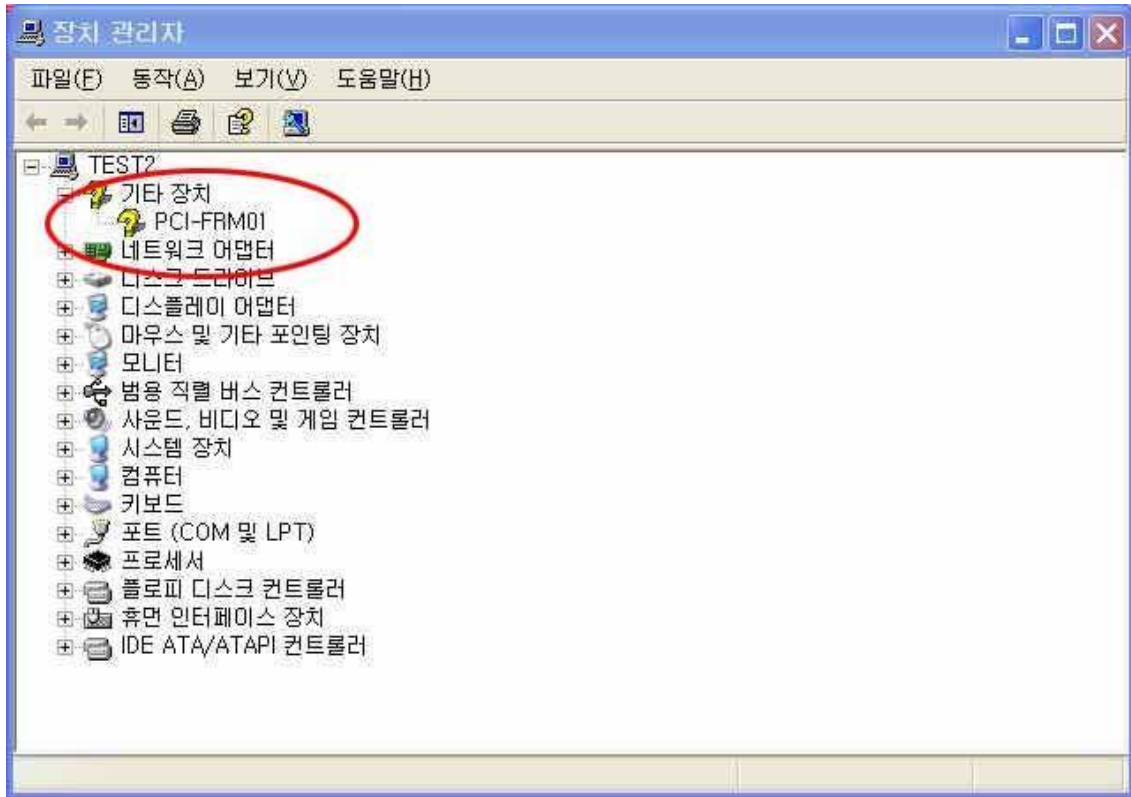 장치 관리자
파일(F) 동작(A) 보기(V) 도움말(H)
TEST2
기타 장치
PCI-FRM01
네트워크 어댑터
디스크 드라이브
디스플레이 어댑터
마우스 및 기타 포인팅 장치
모니터
범용 직렬 버스 컨트롤러
사운드, 비디오 및 게임 컨트롤러
시스템 장치
컴퓨터
키보드
포트 (COM 및 LPT)
프로세서
플로피 디스크 컨트롤러
휴먼 인터페이스 장치
IDE ATA/ATAPI 컨트롤러